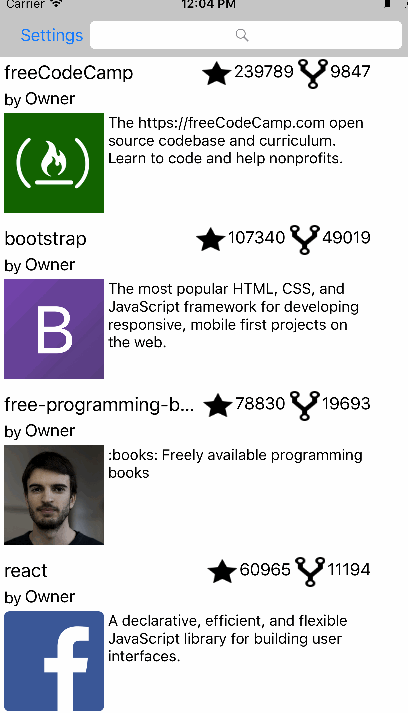 Carrier 12:04 PM
Settings
freeCodeCamp 239789 9847
by Owner
The https://freeCodeCamp.com open
source codebase and curriculum.
Learn to code and help nonprofits.
bootstrap 107340 49019
by Owner
B
The most popular HTML, CSS, and
JavaScript framework for developing
responsive, mobile first projects on
the web.
free-programming-b... 78830 19693
by Owner
:books: Freely available programming
books
react 60965 11194
by Owner
f
A declarative, efficient, and flexible
JavaScript library for building user
interfaces.